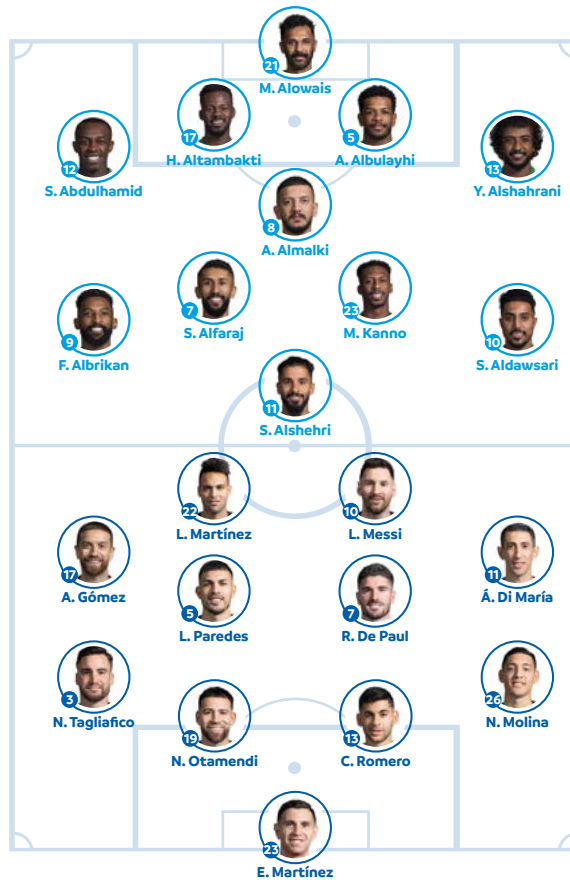 21
M. Alowais
17
H. Altambakti
5
A. Albulayhi
12
S. Abdulhamid
13
Y. Alshahrani
8
A. Almalki
7
S. Alfaraj
23
M. Kanno
9
F. Albrikan
10
S. Aldawsari
11
S. Alshehri
22
L. Martínez
10
L. Messi
17
A. Gómez
11
Á. Di María
5
L. Paredes
7
R. De Paul
3
N. Tagliafico
26
N. Molina
19
N. Otamendi
13
C. Romero
23
E. Martínez